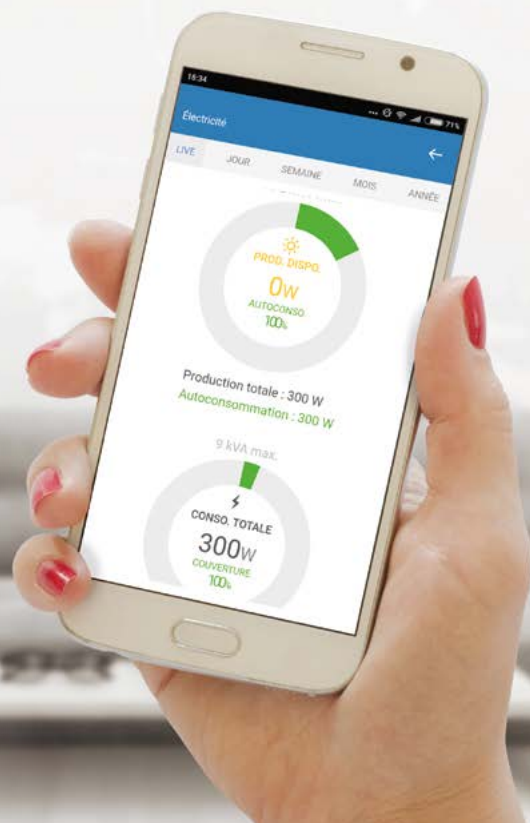 16:34
... 71%
Électricité
←
LIVE JOUR SEMAINE MOIS ANNÉE
PROD. DISPO.
0W
AUTOCONSO.
100%
Production totale : 300 W
Autoconsommation : 300 W
9 kVA max.
CONSO. TOTALE
300W
COUVERTURE
100%